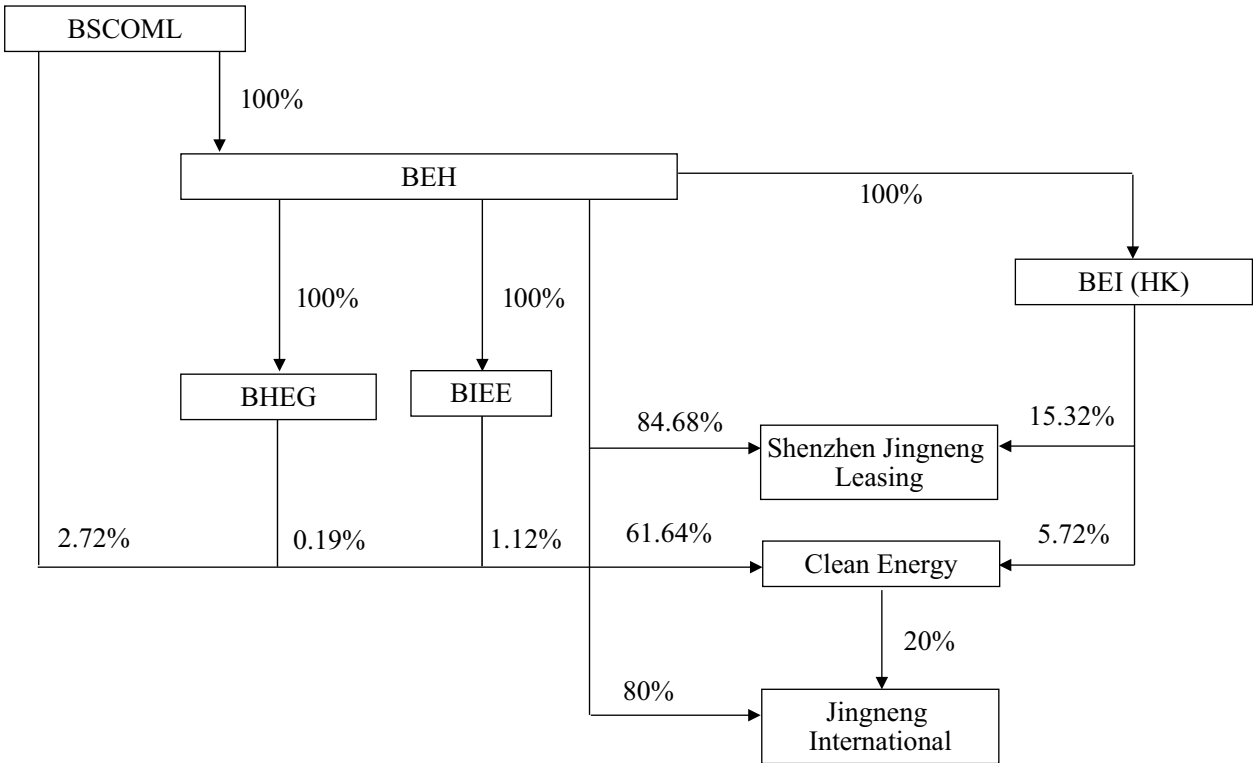 BSCOML
100%
BEH
100%
BEI (HK)
100%
100%
BHEG
BIEE
84.68%
15.32%
Shenzhen Jingneng
Leasing
2.72%
0.19%
1.12%
61.64%
5.72%
Clean Energy
20%
80%
Jingneng
International